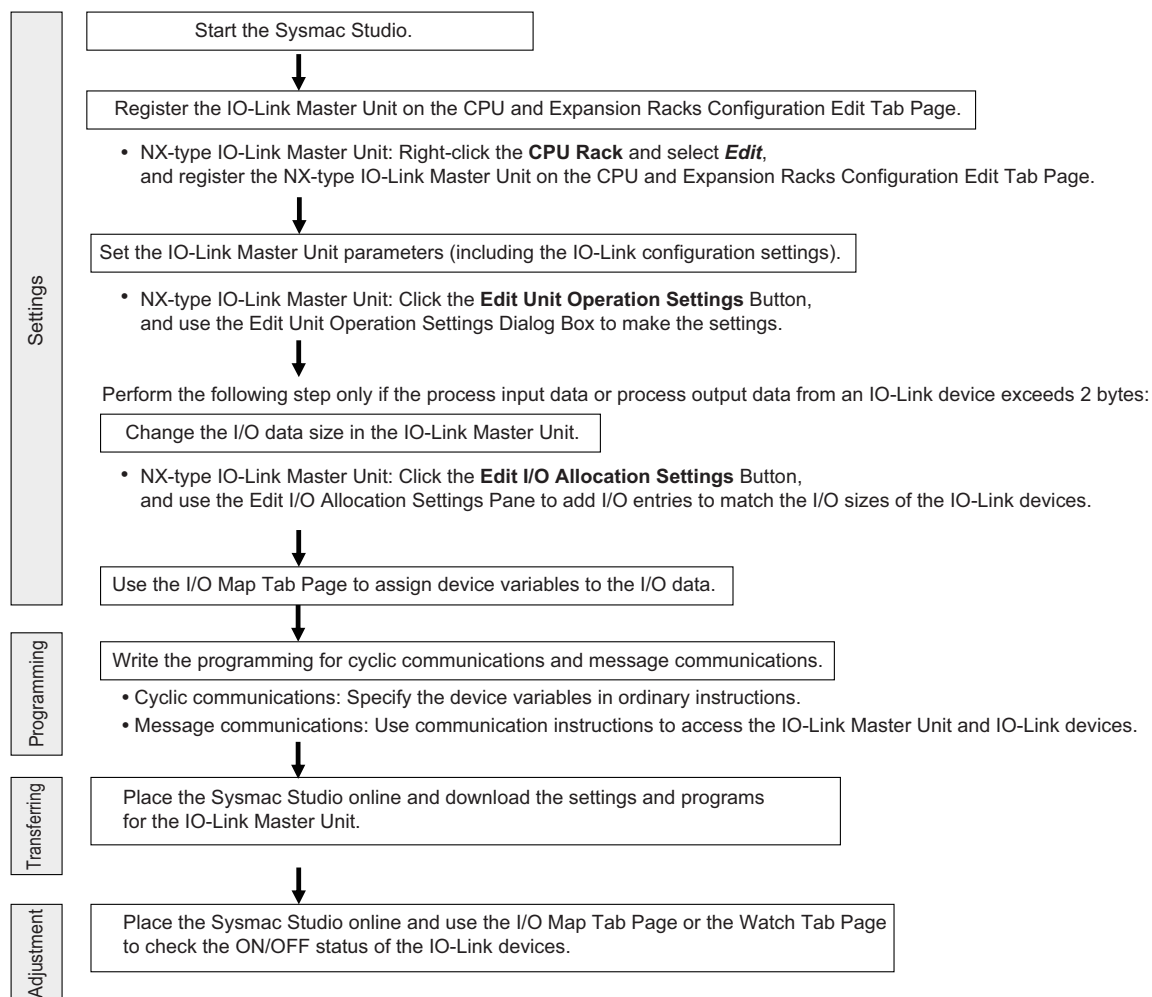 Settings
Start the Sysmac Studio.
Register the IO-Link Master Unit on the CPU and Expansion Racks Configuration Edit Tab Page.
• NX-type IO-Link Master Unit: Right-click the CPU Rack and select Edit,
and register the NX-type IO-Link Master Unit on the CPU and Expansion Racks Configuration Edit Tab Page.
Set the IO-Link Master Unit parameters (including the IO-Link configuration settings).
• NX-type IO-Link Master Unit: Click the Edit Unit Operation Settings Button,
and use the Edit Unit Operation Settings Dialog Box to make the settings.
Perform the following step only if the process input data or process output data from an IO-Link device exceeds 2 bytes:
Change the I/O data size in the IO-Link Master Unit.
• NX-type IO-Link Master Unit: Click the Edit I/O Allocation Settings Button,
and use the Edit I/O Allocation Settings Pane to add I/O entries to match the I/O sizes of the IO-Link devices.
Use the I/O Map Tab Page to assign device variables to the I/O data.
Programming
Write the programming for cyclic communications and message communications.
• Cyclic communications: Specify the device variables in ordinary instructions.
• Message communications: Use communication instructions to access the IO-Link Master Unit and IO-Link devices.
Transferring
Place the Sysmac Studio online and download the settings and programs
for the IO-Link Master Unit.
Adjustment
Place the Sysmac Studio online and use the I/O Map Tab Page or the Watch Tab Page
to check the ON/OFF status of the IO-Link devices.